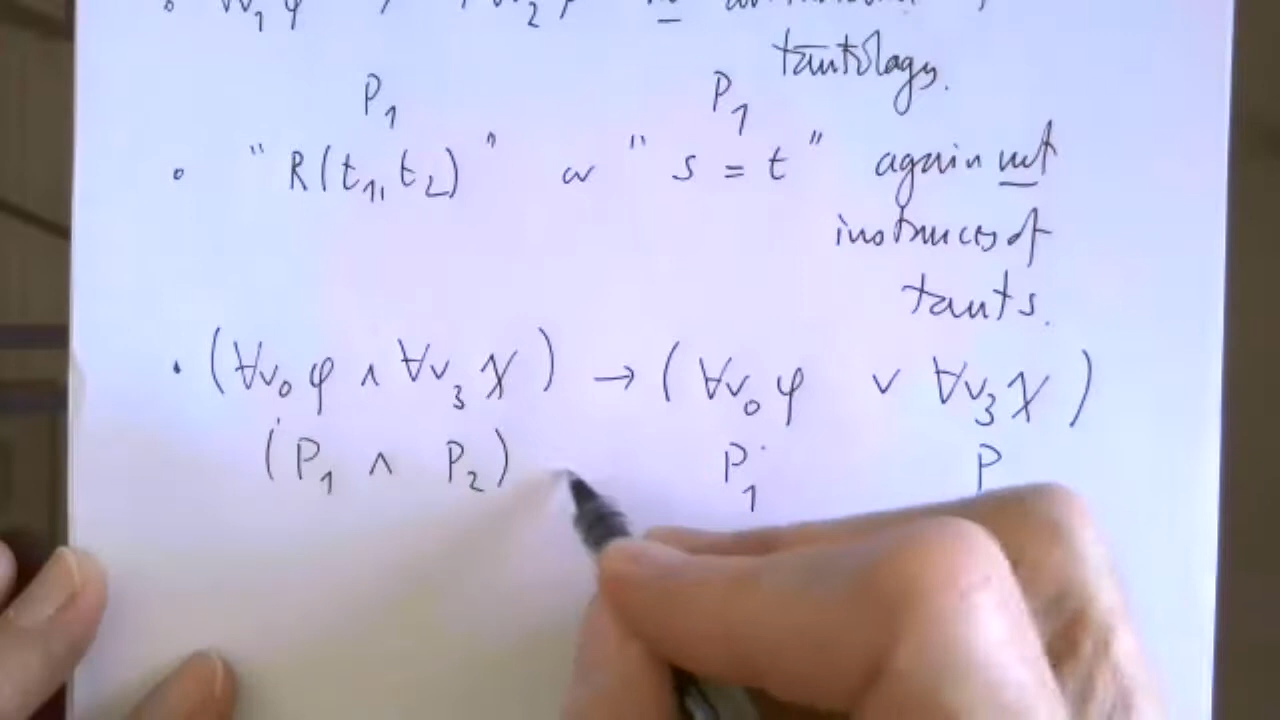 tautology.
P₁ P₁
∘ "R(t₁, t₂)" or "s = t" again not
instances of
tauts.
• (∀v₀ φ ∧ ∀v₃ χ) → (∀v₀ φ ∨ ∀v₃ χ)
(P₁ ∧ P₂) P₁ P